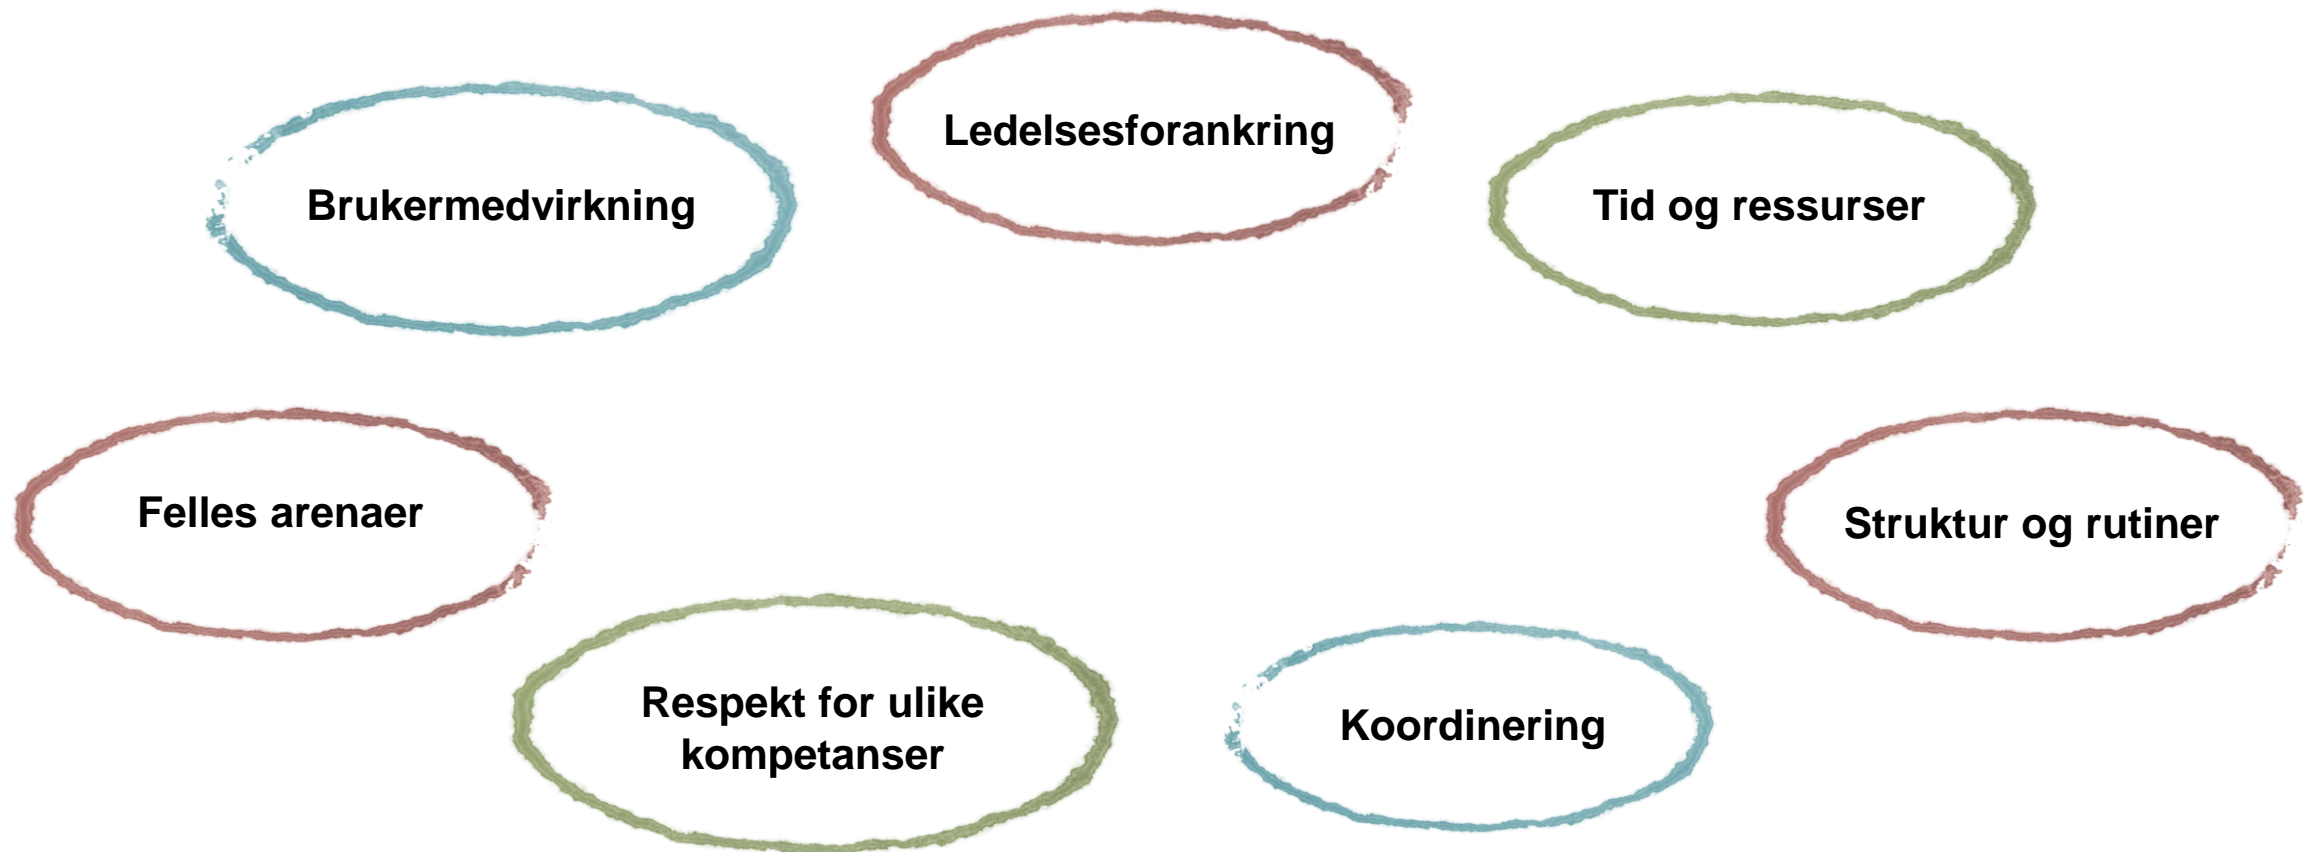 Ledelsesforankring
Brukermedvirkning
Tid og ressurser
Felles arenaer
Struktur og rutiner
Respekt for ulike
kompetanser
Koordinering